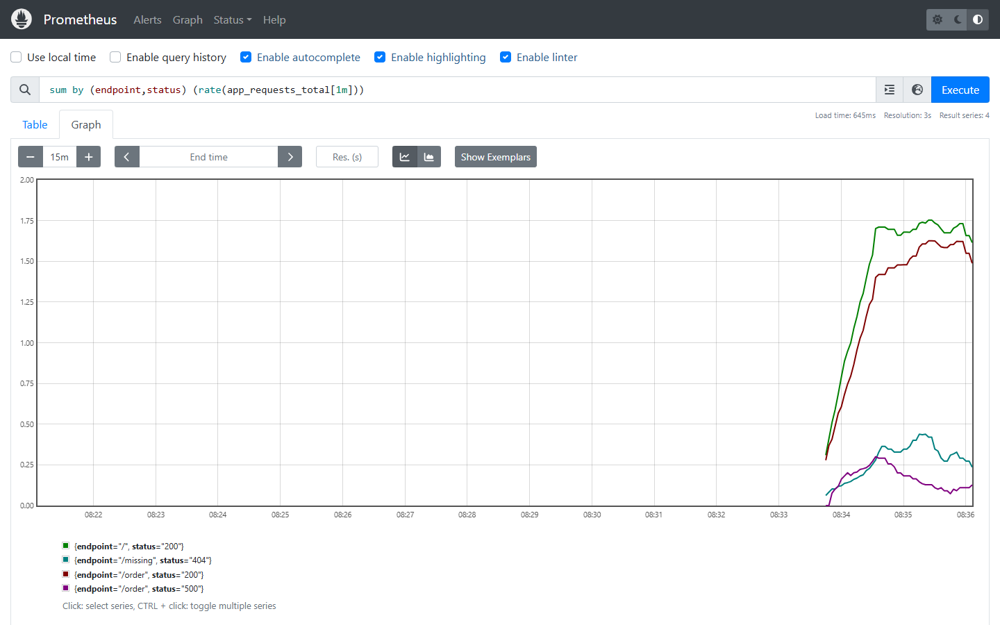 Prometheus Alerts Graph Status Help
Use local time Enable query history Enable autocomplete Enable highlighting Enable linter
sum by (endpoint,status) (rate(app_requests_total[1m])) Execute
Load time: 645ms Resolution: 3s Result series: 4
Table Graph
15m End time Res. (s) Show Exemplars
2.00
1.75
1.50
1.25
1.00
0.75
0.50
0.25
0.00
08:22 08:23 08:24 08:25 08:26 08:27 08:28 08:29 08:30 08:31 08:32 08:33 08:34 08:35 08:36
{endpoint="/", status="200"}
{endpoint="/missing", status="404"}
{endpoint="/order", status="200"}
{endpoint="/order", status="500"}
Click: select series, CTRL + click: toggle multiple series